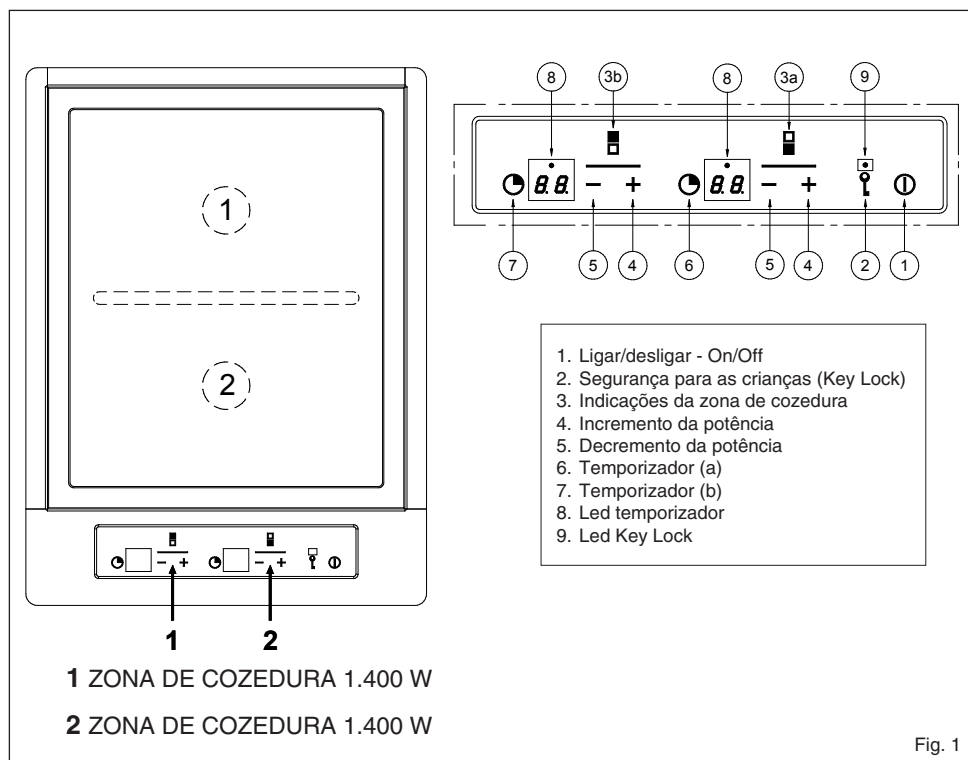 1
2
1 2
1 ZONA DE COZEDURA 1.400 W
2 ZONA DE COZEDURA 1.400 W
8 3b 8 3a 9
8.8. − + 8.8. − +
7 5 4 6 5 4 2 1
1. Ligar/desligar - On/Off
2. Segurança para as crianças (Key Lock)
3. Indicações da zona de cozedura
4. Incremento da potência
5. Decremento da potência
6. Temporizador (a)
7. Temporizador (b)
8. Led temporizador
9. Led Key Lock
Fig. 1